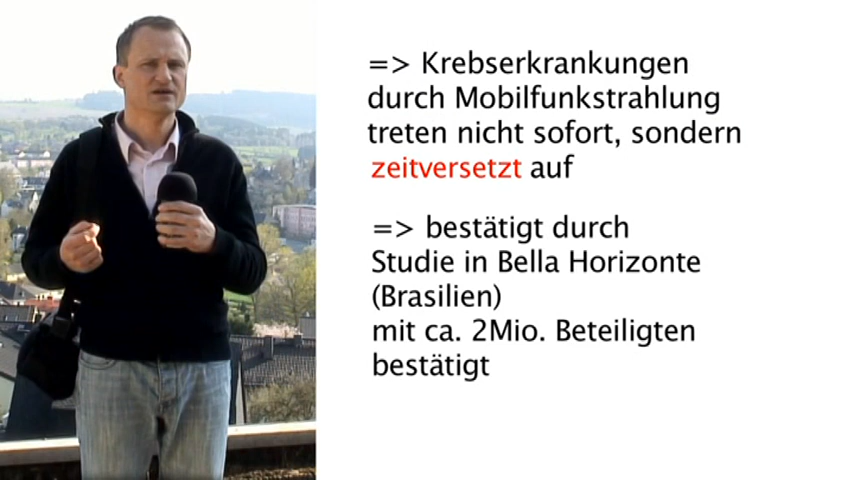 => Krebserkrankungen
durch Mobilfunkstrahlung
treten nicht sofort, sondern
zeitversetzt auf
=> bestätigt durch
Studie in Bella Horizonte
(Brasilien)
mit ca. 2Mio. Beteiligten
bestätigt